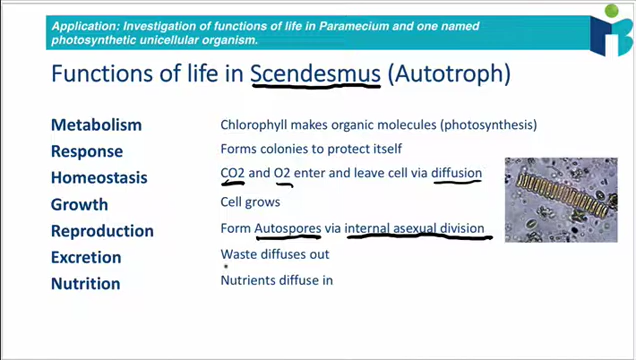 Application: Investigation of functions of life in Paramecium and one named
photosynthetic unicellular organism.
Functions of life in Scendesmus (Autotroph)
Metabolism Chlorophyll makes organic molecules (photosynthesis)
Response Forms colonies to protect itself
Homeostasis CO2 and O2 enter and leave cell via diffusion
Growth Cell grows
Reproduction Form Autospores via internal asexual division
Excretion Waste diffuses out
Nutrition Nutrients diffuse in